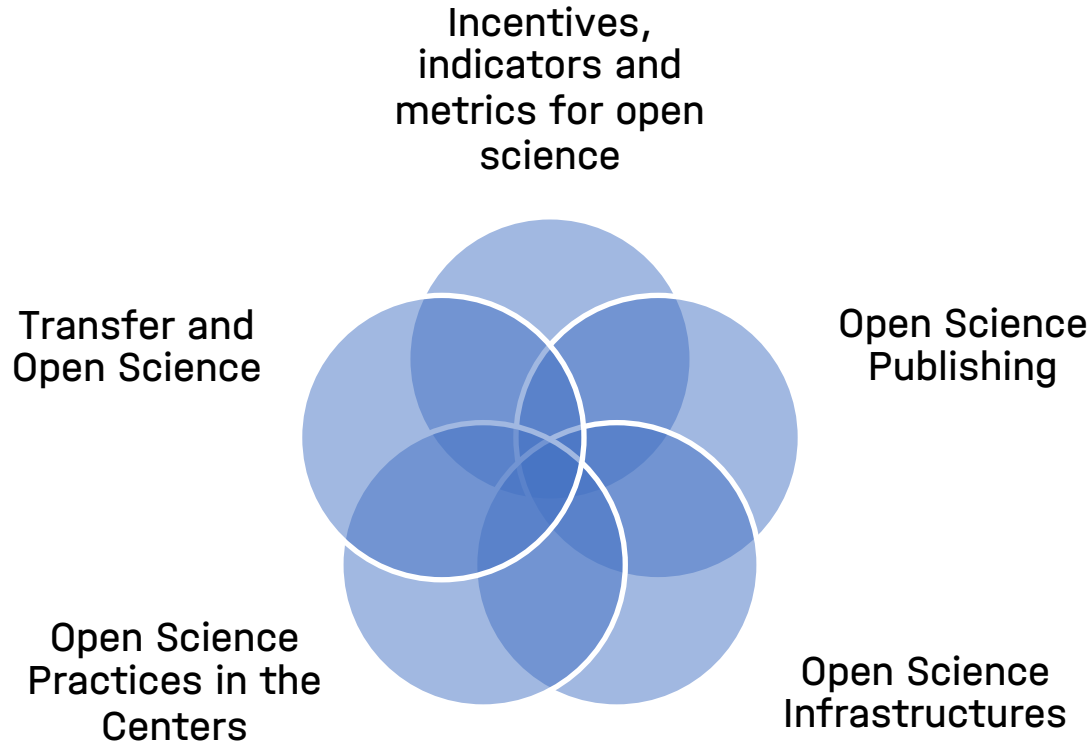 Incentives,
indicators and
metrics for open
science
Transfer and
Open Science
Open Science
Publishing
Open Science
Practices in the
Centers
Open Science
Infrastructures